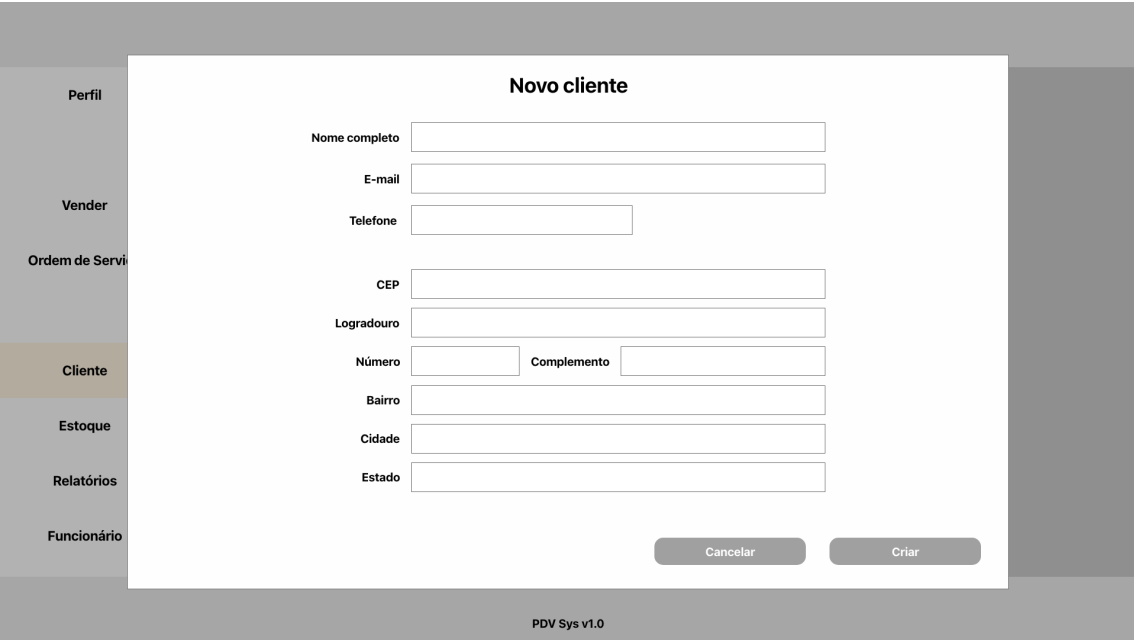 Novo cliente
Perfil
Vender
Ordem de Servi
Cliente
Estoque
Relatórios
Funcionário
Nome completo
E-mail
Telefone
CEP
Logradouro
Número Complemento
Bairro
Cidade
Estado
Cancelar Criar
PDV Sys v1.0